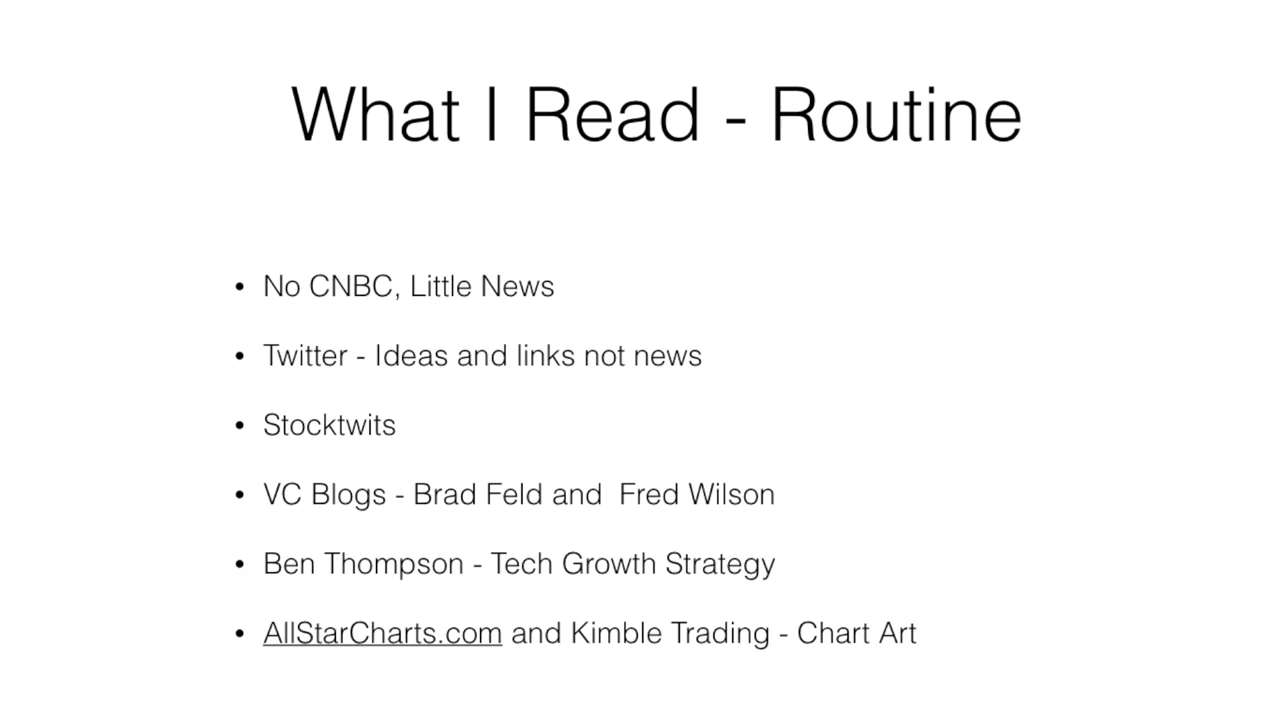 What I Read - Routine
• No CNBC, Little News
• Twitter - Ideas and links not news
• Stocktwits
• VC Blogs - Brad Feld and  Fred Wilson
• Ben Thompson - Tech Growth Strategy
• AllStarCharts.com and Kimble Trading - Chart Art